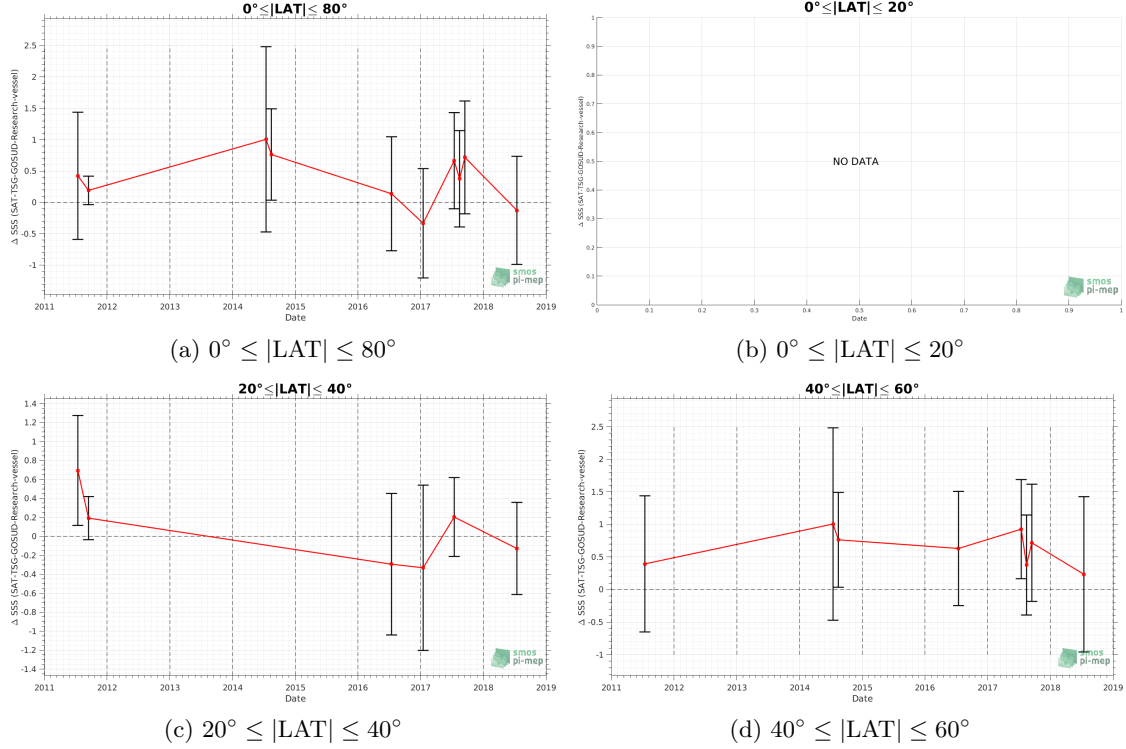 0°≤|LAT|≤ 80°
Δ SSS (SAT-TSG-GOSUD-Research-vessel)
2.5
2
1.5
1
0.5
0
-0.5
-1
2011 2012 2013 2014 2015 2016 2017 2018 2019
Date
smos
pi-mep
(a) 0° ≤ |LAT| ≤ 80°
0°≤|LAT|≤ 20°
Δ SSS (SAT-TSG-GOSUD-Research-vessel)
1
0.9
0.8
0.7
0.6
0.5
0.4
0.3
0.2
0.1
0
NO DATA
0 0.1 0.2 0.3 0.4 0.5 0.6 0.7 0.8 0.9 1
Date
smos
pi-mep
(b) 0° ≤ |LAT| ≤ 20°
20°≤|LAT|≤ 40°
Δ SSS (SAT-TSG-GOSUD-Research-vessel)
1.4
1.2
1
0.8
0.6
0.4
0.2
0
-0.2
-0.4
-0.6
-0.8
-1
-1.2
-1.4
2011 2012 2013 2014 2015 2016 2017 2018 2019
Date
smos
pi-mep
(c) 20° ≤ |LAT| ≤ 40°
40°≤|LAT|≤ 60°
Δ SSS (SAT-TSG-GOSUD-Research-vessel)
2.5
2
1.5
1
0.5
0
-0.5
-1
2011 2012 2013 2014 2015 2016 2017 2018 2019
Date
smos
pi-mep
(d) 40° ≤ |LAT| ≤ 60°